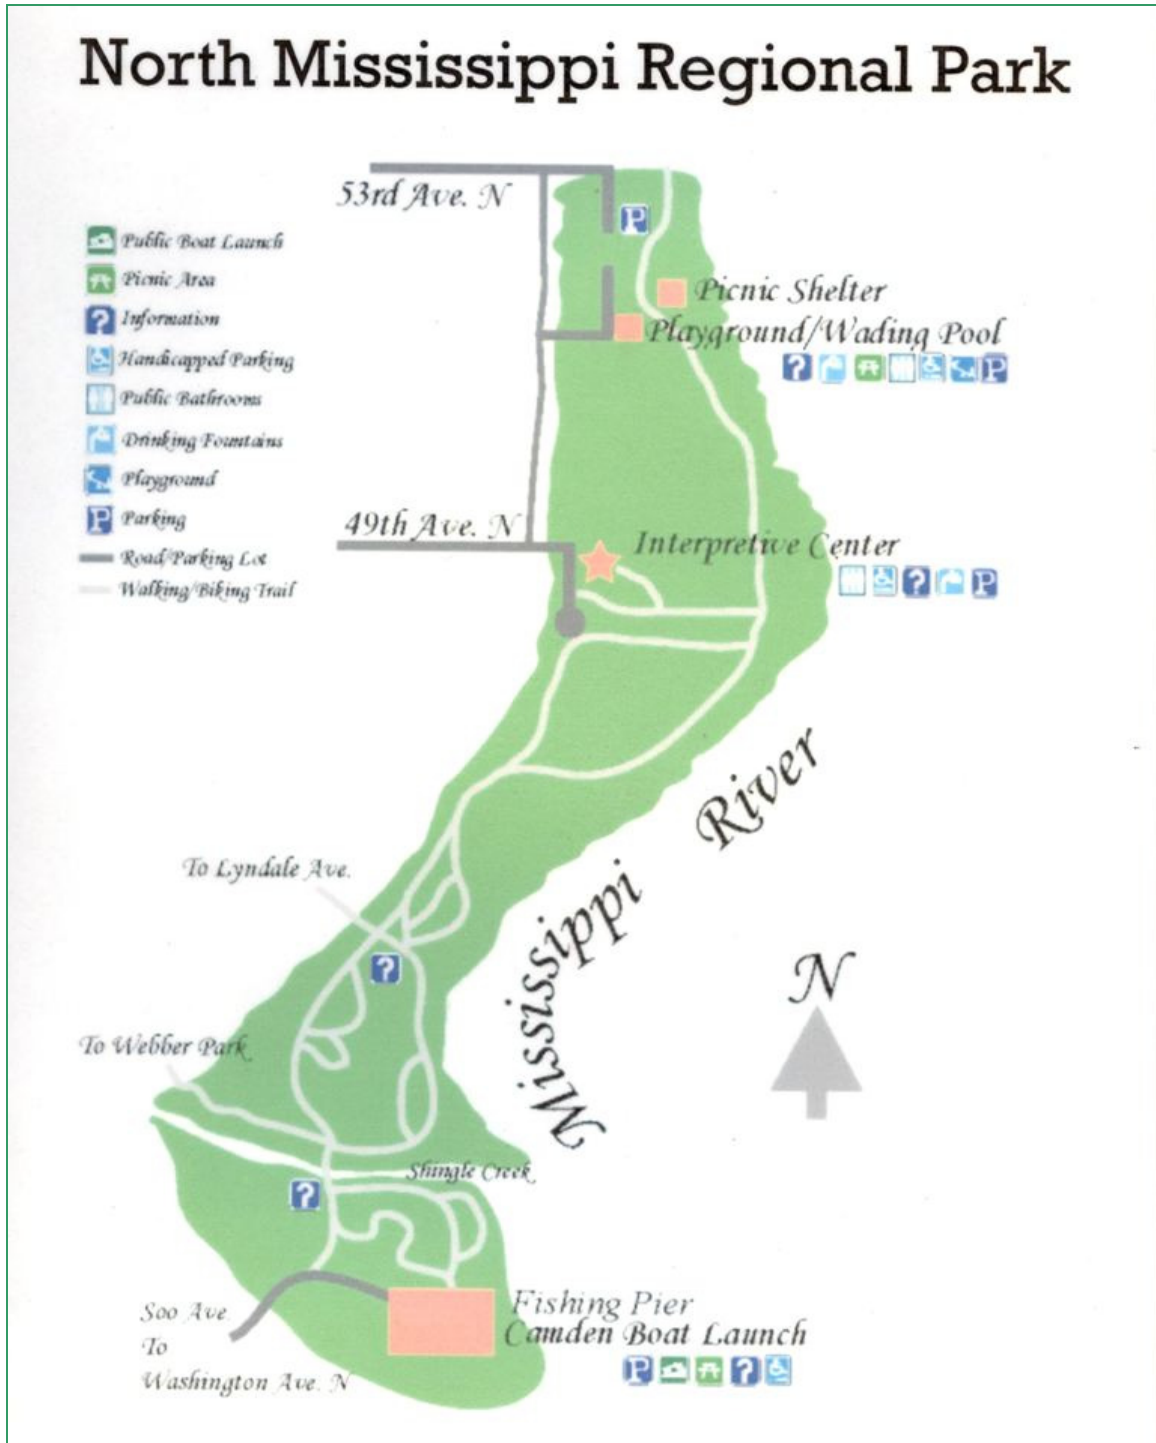 North Mississippi Regional Park
53rd Ave. N
P
Public Boat Launch
Picnic Area
? Information
Handicapped Parking
Public Bathrooms
Drinking Fountains
Playground
P Parking
Road/Parking Lot
Walking/Biking Trail
Picnic Shelter
Playground/Wading Pool
? P
49th Ave. N
Interpretive Center
? P
Mississippi River
To Lyndale Ave.
?
N
To Webber Park
Shingle Creek
?
Soo Ave.
To
Washington Ave. N
Fishing Pier
Camden Boat Launch
P ?